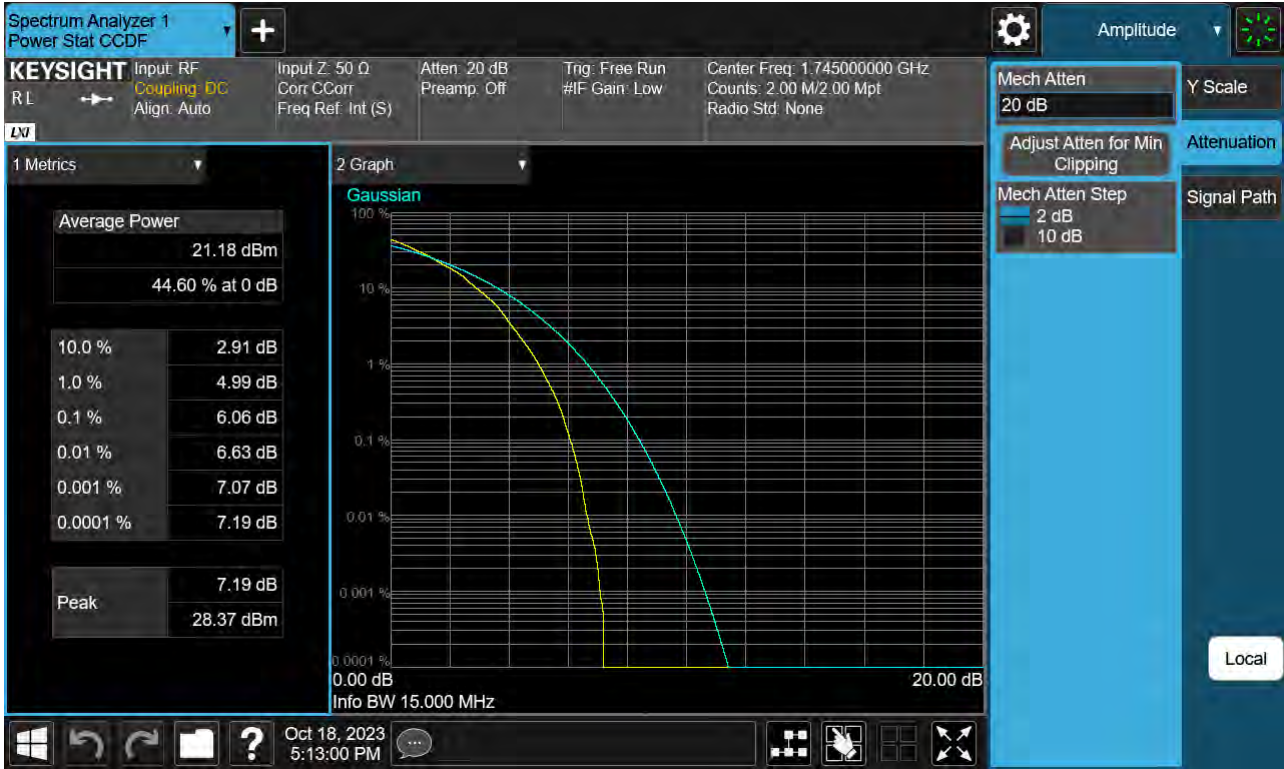 Spectrum Analyzer 1
Power Stat CCDF
Amplitude
KEYSIGHT
R L
LXI
Input: RF
Coupling: DC
Align: Auto
Input Z: 50 Ω
Corr CCorr
Freq Ref: Int (S)
Atten: 20 dB
Preamp: Off
Trig: Free Run
#IF Gain: Low
Center Freq: 1.745000000 GHz
Counts: 2.00 M/2.00 Mpt
Radio Std: None
1 Metrics
Average Power
21.18 dBm
44.60 % at 0 dB
10.0 % 2.91 dB
1.0 % 4.99 dB
0.1 % 6.06 dB
0.01 % 6.63 dB
0.001 % 7.07 dB
0.0001 % 7.19 dB
Peak
7.19 dB
28.37 dBm
2 Graph
Gaussian
100 %
10 %
1 %
0.1 %
0.01 %
0.001 %
0.0001 %
0.00 dB
20.00 dB
Info BW 15.000 MHz
Mech Atten
20 dB
Adjust Atten for Min
Clipping
Mech Atten Step
2 dB
10 dB
Y Scale
Attenuation
Signal Path
Local
?
Oct 18, 2023
5:13:00 PM